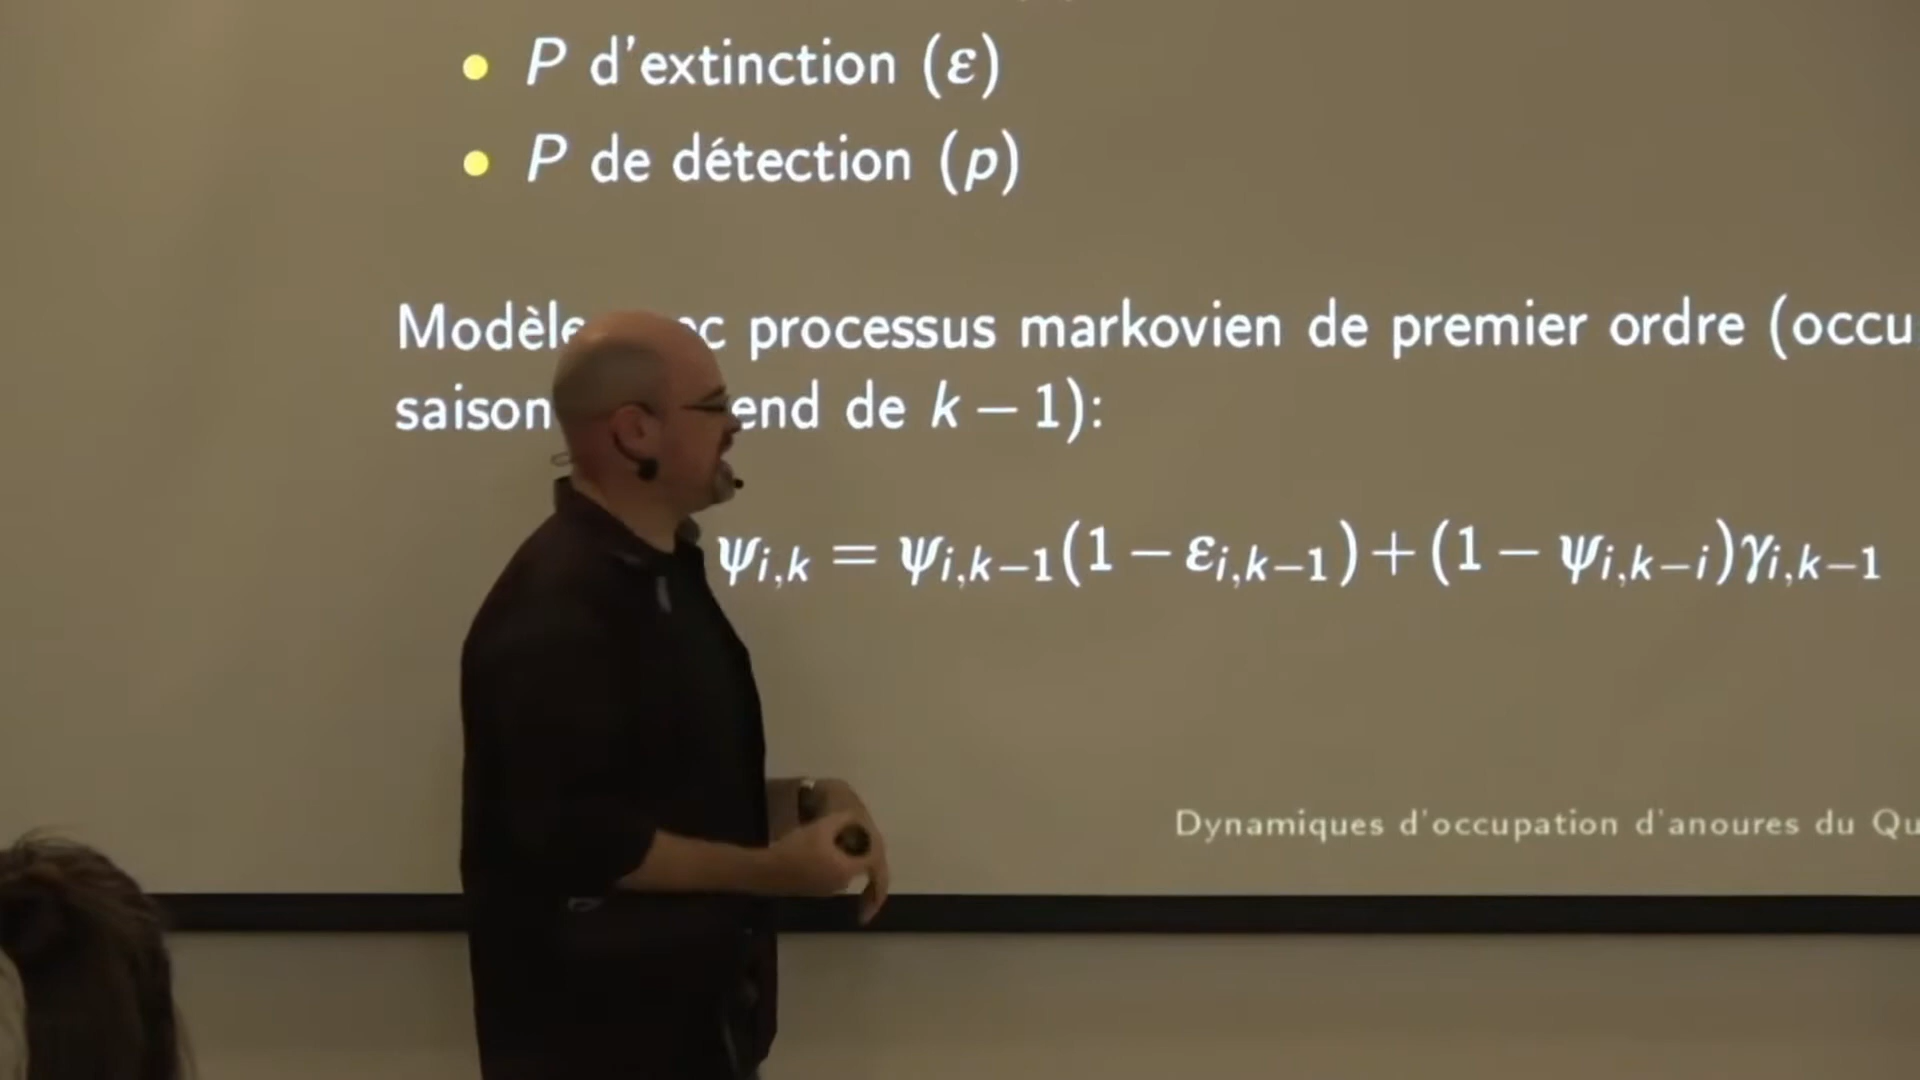 P d'extinction (ε)
P de détection (p)
Modèle processus markovien de premier ordre (occu
saison de k − 1):
ψi,k = ψi,k−1(1 − εi,k−1) + (1 − ψi,k−i)γi,k−1
Dynamiques d'occupation d'anoures du Qu